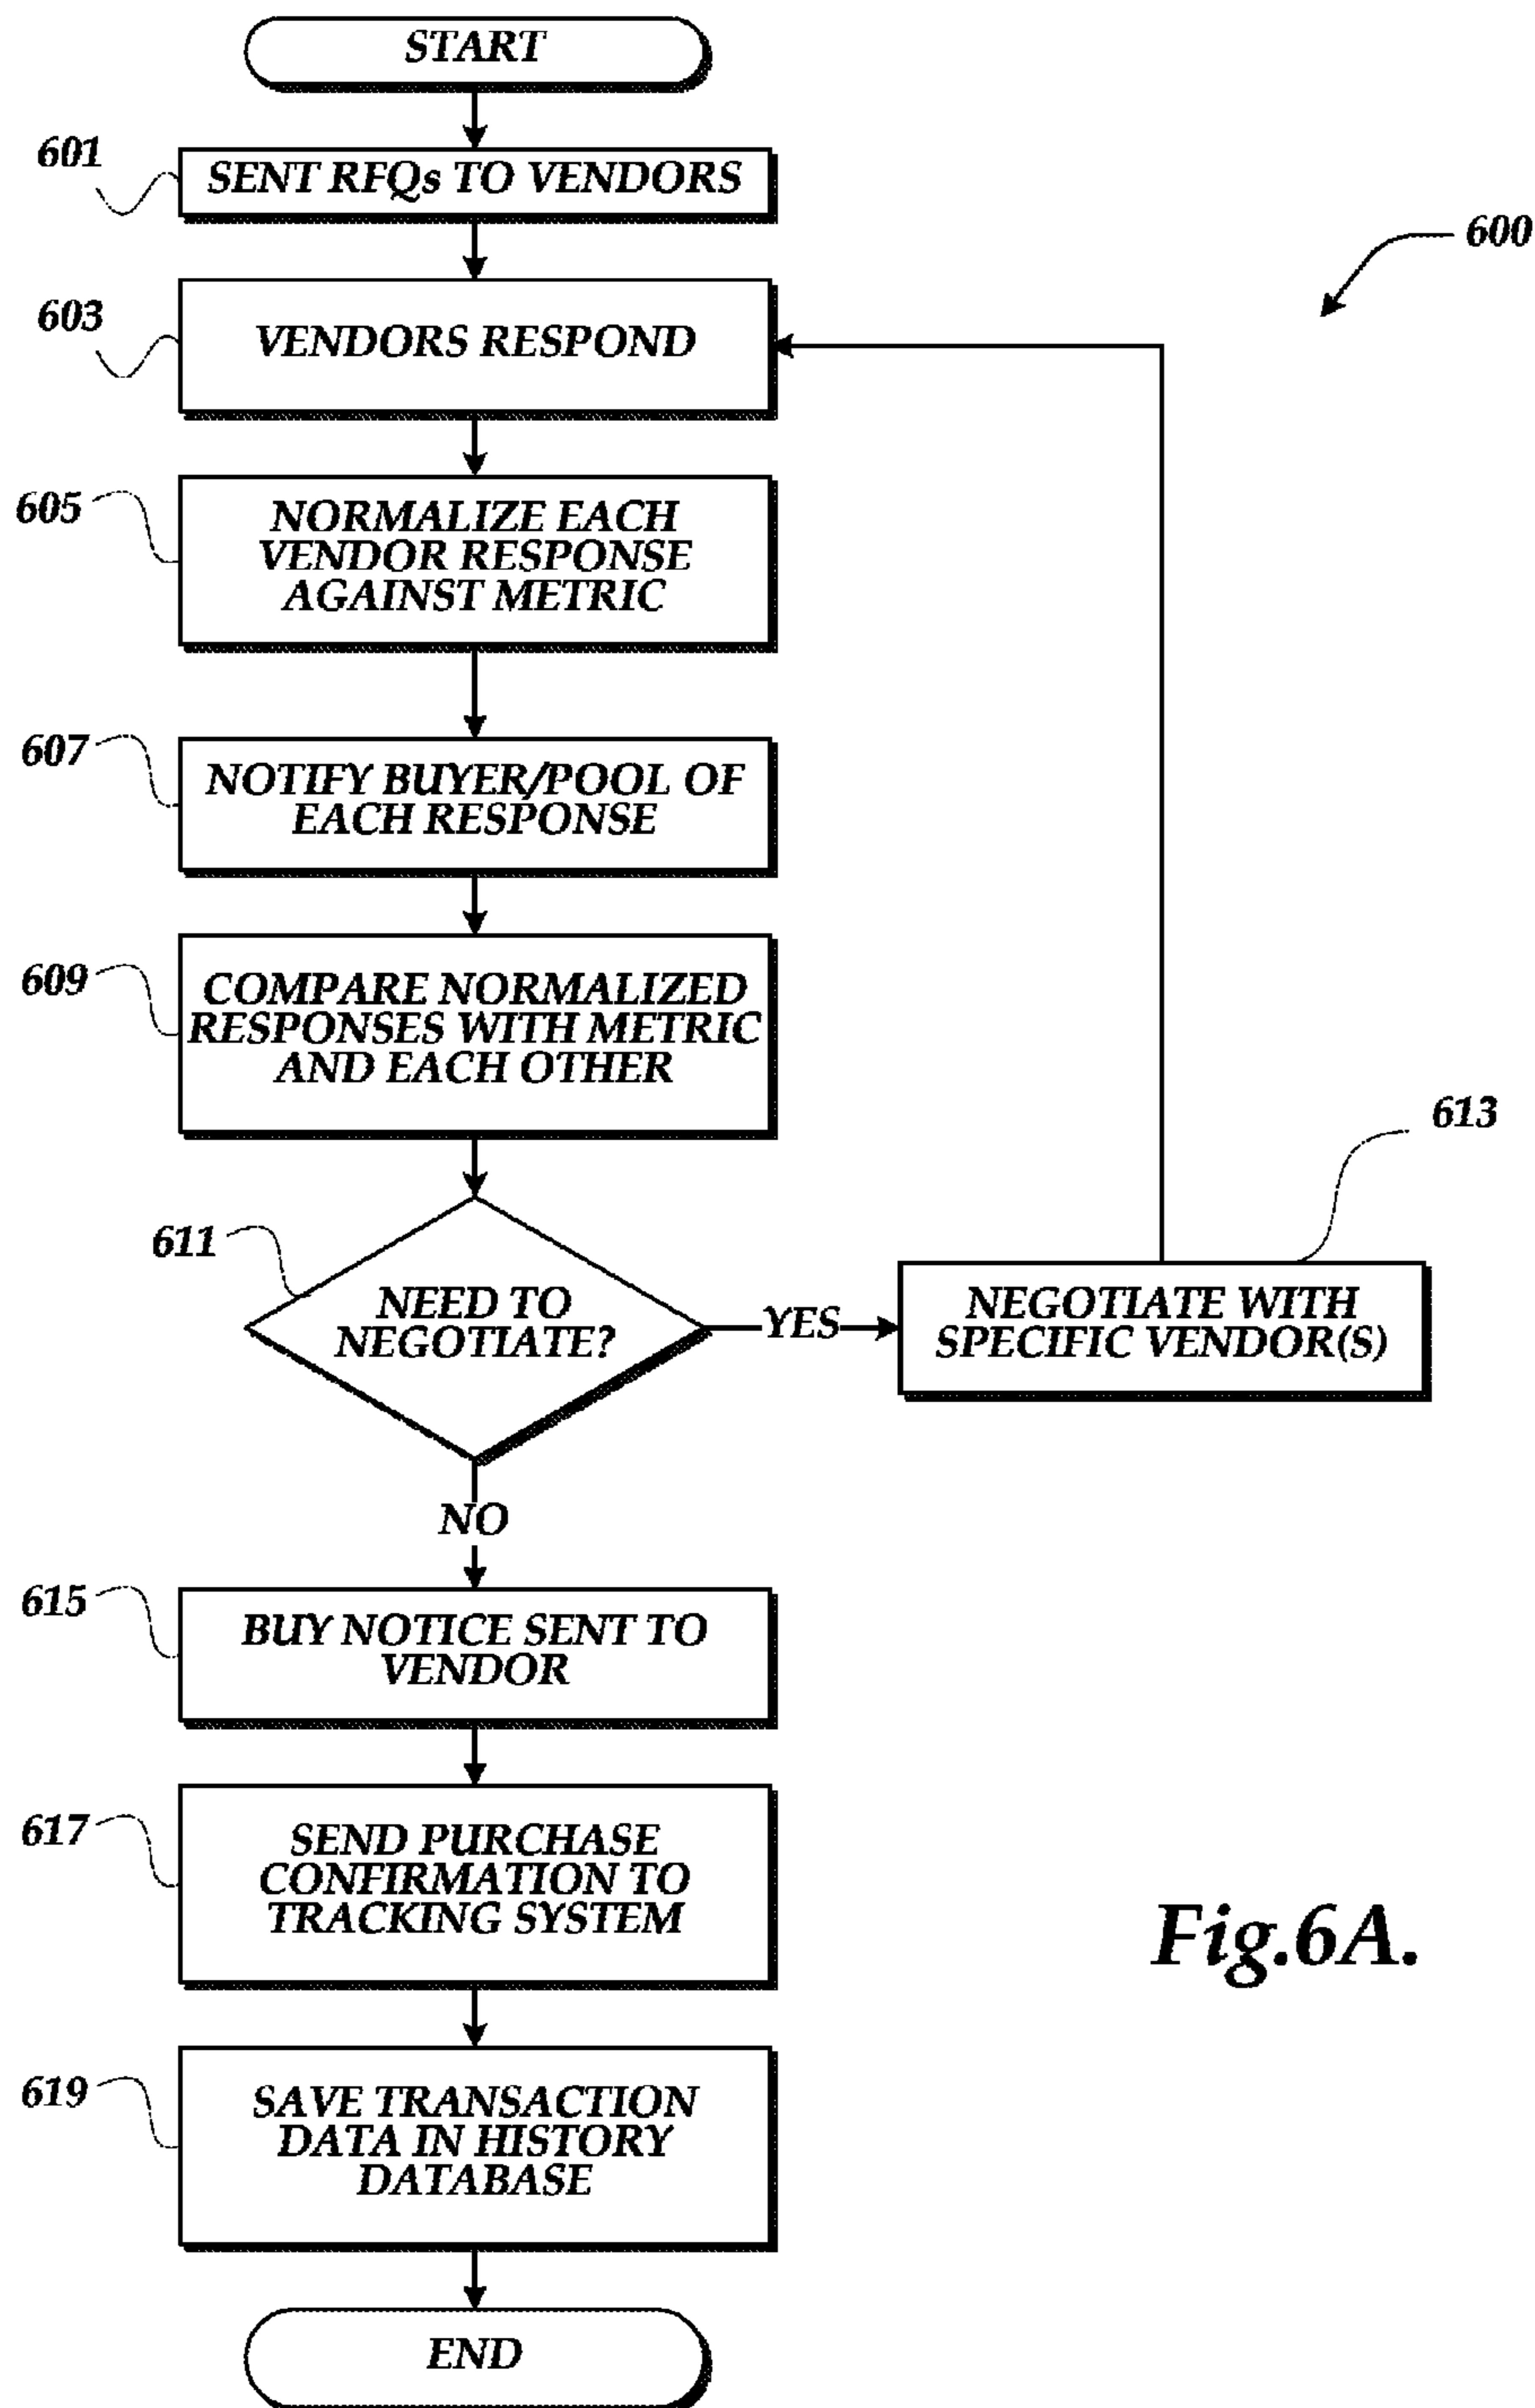 START
601
SENT RFQs TO VENDORS
600
603
VENDORS RESPOND
605
NORMALIZE EACH
VENDOR RESPONSE
AGAINST METRIC
607
NOTIFY BUYER/POOL OF
EACH RESPONSE
609
COMPARE NORMALIZED
RESPONSES WITH METRIC
AND EACH OTHER
611
NEED TO
NEGOTIATE?
YES
613
NEGOTIATE WITH
SPECIFIC VENDOR(S)
NO
615
BUY NOTICE SENT TO
VENDOR
617
SEND PURCHASE
CONFIRMATION TO
TRACKING SYSTEM
Fig.6A.
619
SAVE TRANSACTION
DATA IN HISTORY
DATABASE
END